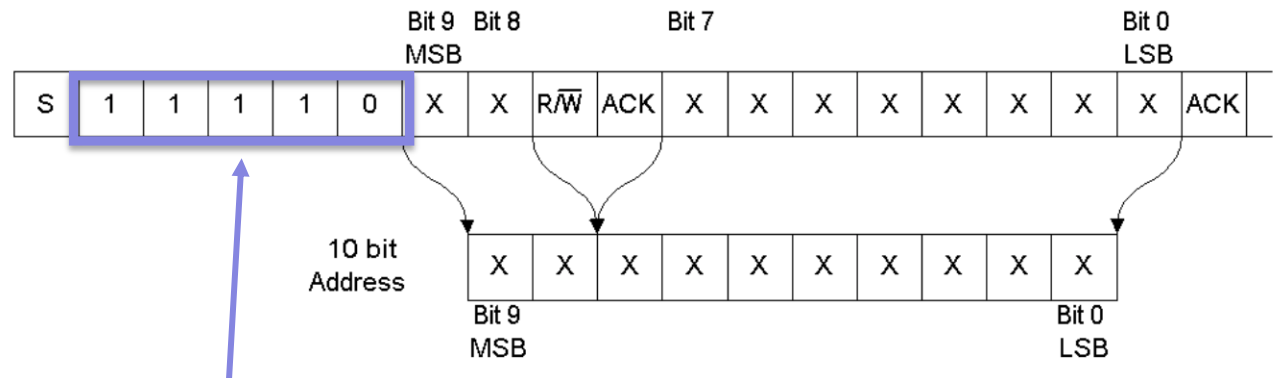 Bit 9 Bit 8 Bit 7 Bit 0
MSB LSB
S 1 1 1 1 0 X X R/W̅ ACK X X X X X X X X ACK
10 bit
Address
X X X X X X X X X X
Bit 9 Bit 0
MSB LSB